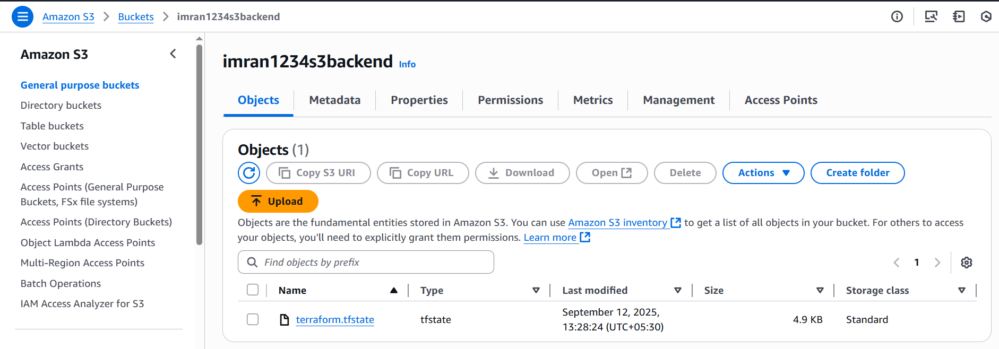 Amazon S3 > Buckets > imran1234s3backend
Amazon S3
General purpose buckets
Directory buckets
Table buckets
Vector buckets
Access Grants
Access Points (General Purpose
Buckets, FSx file systems)
Access Points (Directory Buckets)
Object Lambda Access Points
Multi-Region Access Points
Batch Operations
IAM Access Analyzer for S3
imran1234s3backend Info
Objects Metadata Properties Permissions Metrics Management Access Points
Objects (1)
Copy S3 URI Copy URL Download Open Delete Actions Create folder
Upload
Objects are the fundamental entities stored in Amazon S3. You can use Amazon S3 inventory to get a list of all objects in your bucket. For others to access
your objects, you'll need to explicitly grant them permissions. Learn more
Find objects by prefix
1
Name Type Last modified Size Storage class
terraform.tfstate tfstate September 12, 2025, 4.9 KB Standard
13:28:24 (UTC+05:30)